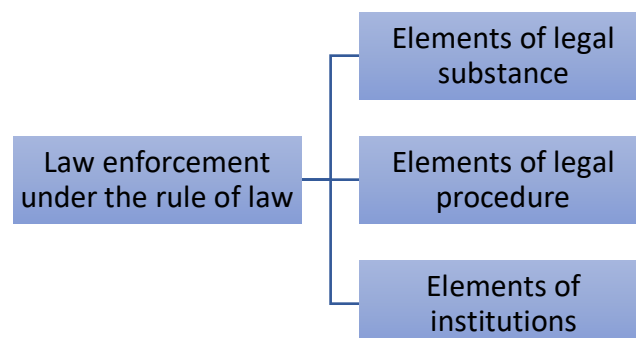 Elements of legal
substance
Law enforcement
under the rule of law
Elements of legal
procedure
Elements of
institutions